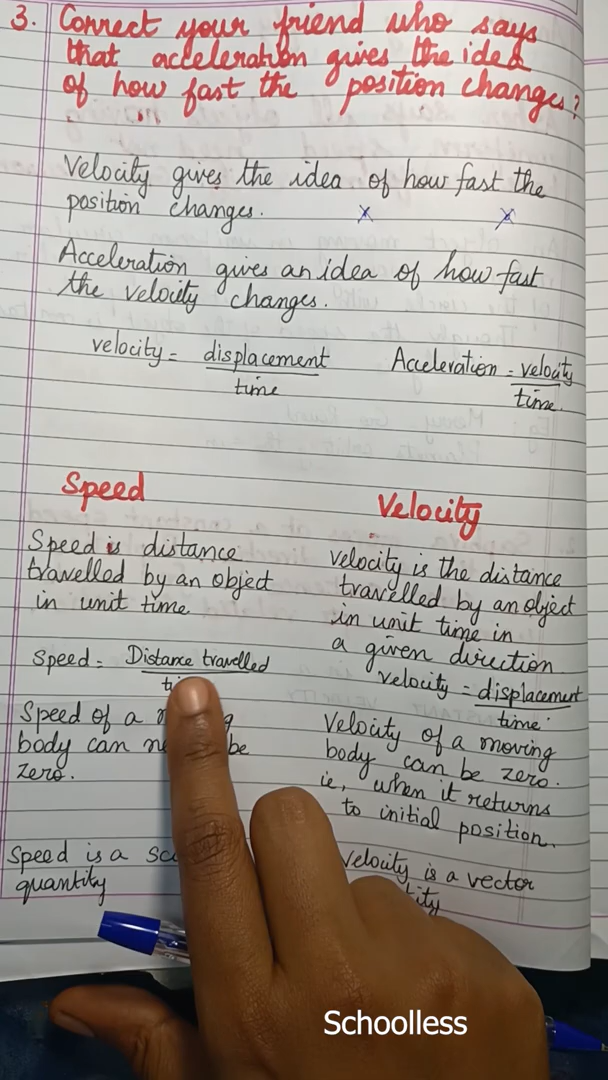 3. Correct your friend who says
that acceleration gives the idea
of how fast the position changes?
Velocity gives the idea of how fast the
position changes.
Acceleration gives an idea of how fast
the velocity changes.
velocity = displacement
time
Acceleration = velocity
time.
Speed
Speed is distance
travelled by an object
in unit time
Speed = Distance travelled
Speed of a
body can be
zero.
Speed is a
quantity
Velocity
velocity is the distance
travelled by an object
in unit time in
a given direction
velocity = displacement
time.
Velocity of a moving
body can be zero.
ie, when it returns
to initial position.
Velocity is a vector
Schoolless